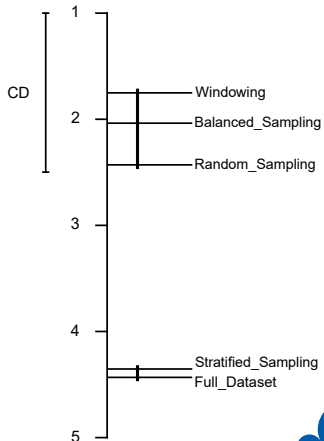 1
CD
Windowing
2
Balanced_Sampling
Random_Sampling
3
4
Stratified_Sampling
Full_Dataset
5